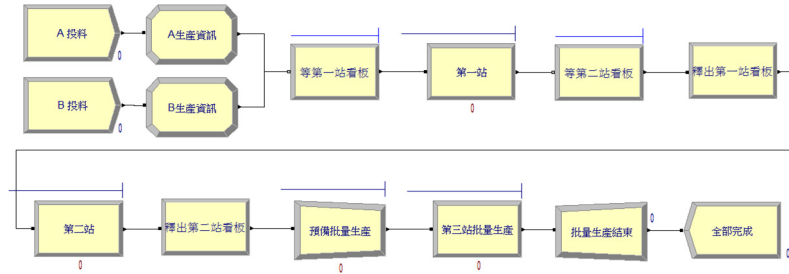 A 投料
0
A生產資訊
B 投料
0
B生產資訊
等第一站看板
第一站
0
等第二站看板
釋出第一站看板
第二站
0
釋出第二站看板
預備批量生產
0
第三站批量生產
0
批量生產結束
0
全部完成
0